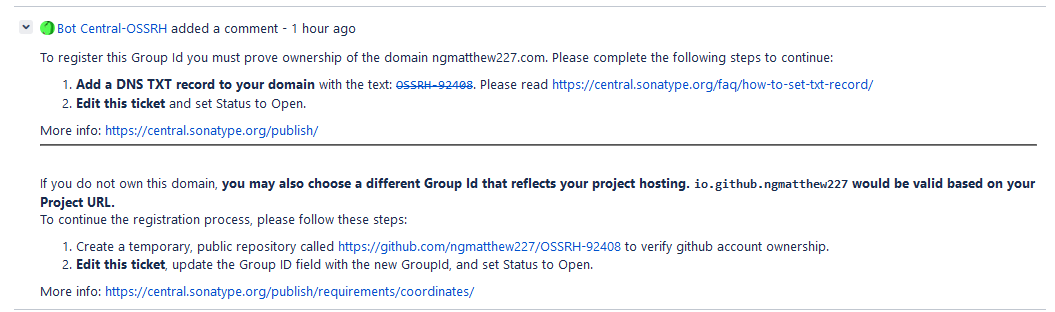 Bot Central-OSSRH added a comment - 1 hour ago
To register this Group Id you must prove ownership of the domain ngmatthew227.com. Please complete the following steps to continue:
1. Add a DNS TXT record to your domain with the text: OSSRH-92408. Please read https://central.sonatype.org/faq/how-to-set-txt-record/
2. Edit this ticket and set Status to Open.
More info: https://central.sonatype.org/publish/
If you do not own this domain, you may also choose a different Group Id that reflects your project hosting. io.github.ngmatthew227 would be valid based on your
Project URL.
To continue the registration process, please follow these steps:
1. Create a temporary, public repository called https://github.com/ngmatthew227/OSSRH-92408 to verify github account ownership.
2. Edit this ticket, update the Group ID field with the new GroupId, and set Status to Open.
More info: https://central.sonatype.org/publish/requirements/coordinates/